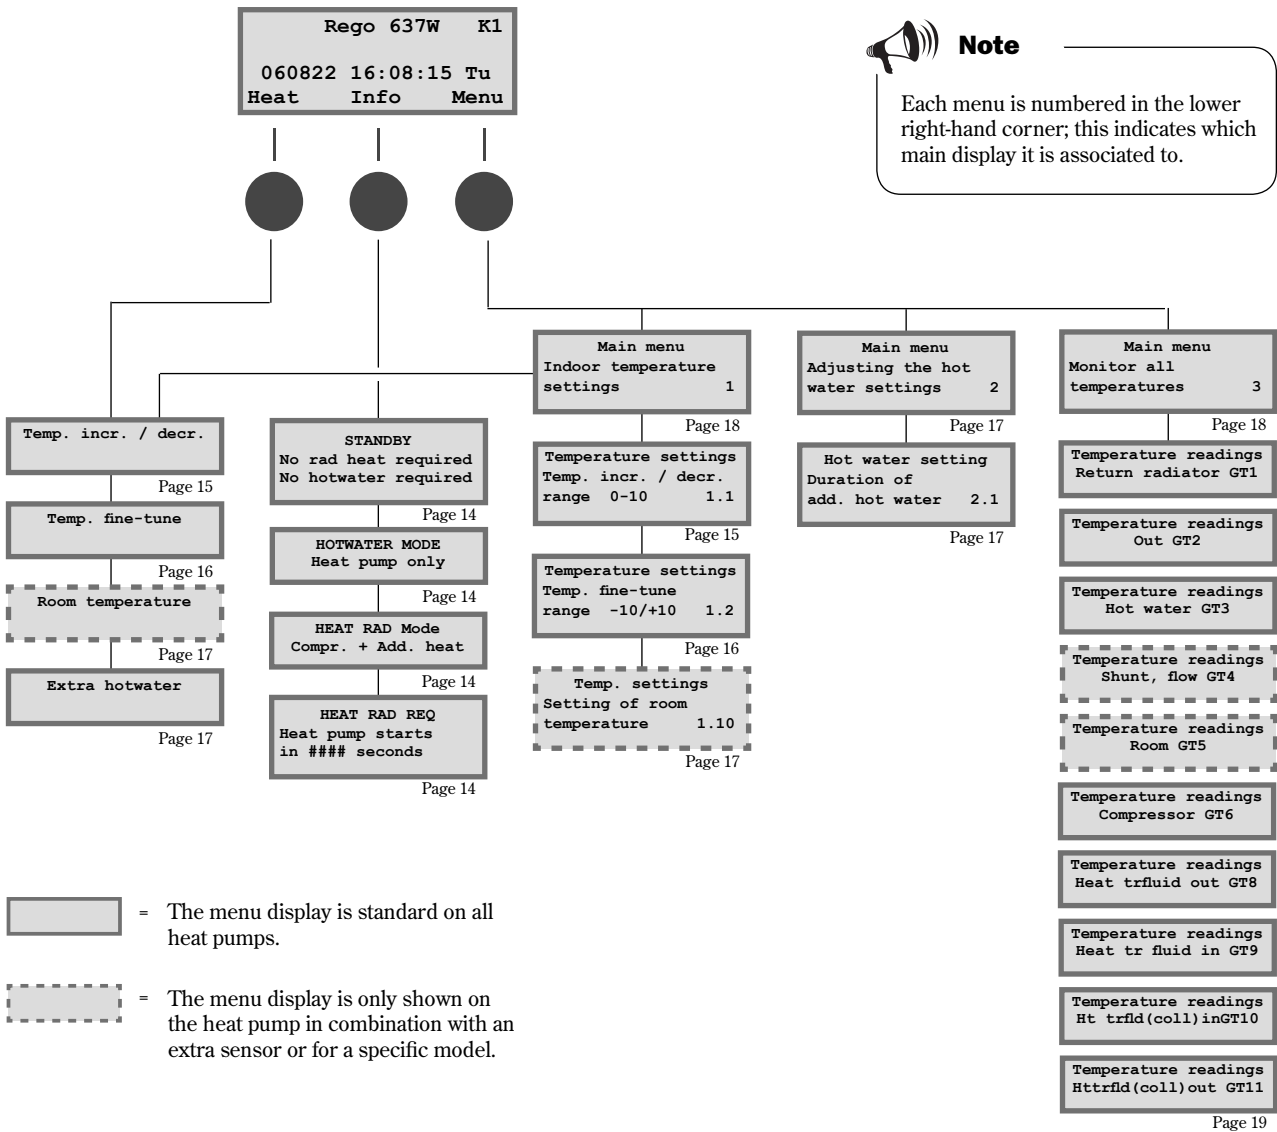 Rego 637W K1
060822 16:08:15 Tu
Heat Info Menu
Note
Each menu is numbered in the lower
right-hand corner; this indicates which
main display it is associated to.
Temp. incr. / decr.
Page 15
Temp. fine-tune
Page 16
Room temperature
Page 17
Extra hotwater
Page 17
STANDBY
No rad heat required
No hotwater required
Page 14
HOTWATER MODE
Heat pump only
Page 14
HEAT RAD Mode
Compr. + Add. heat
Page 14
HEAT RAD REQ
Heat pump starts
in #### seconds
Page 14
Main menu
Indoor temperature
settings 1
Page 18
Temperature settings
Temp. incr. / decr.
range 0-10 1.1
Page 15
Temperature settings
Temp. fine-tune
range -10/+10 1.2
Page 16
Temp. settings
Setting of room
temperature 1.10
Page 17
Main menu
Adjusting the hot
water settings 2
Page 17
Hot water setting
Duration of
add. hot water 2.1
Page 17
Main menu
Monitor all
temperatures 3
Page 18
Temperature readings
Return radiator GT1
Temperature readings
Out GT2
Temperature readings
Hot water GT3
Temperature readings
Shunt, flow GT4
Temperature readings
Room GT5
Temperature readings
Compressor GT6
Temperature readings
Heat trfluid out GT8
Temperature readings
Heat tr fluid in GT9
Temperature readings
Ht trfld(coll)inGT10
Temperature readings
Httrfld(coll)out GT11
Page 19
= The menu display is standard on all
heat pumps.
= The menu display is only shown on
the heat pump in combination with an
extra sensor or for a specific model.